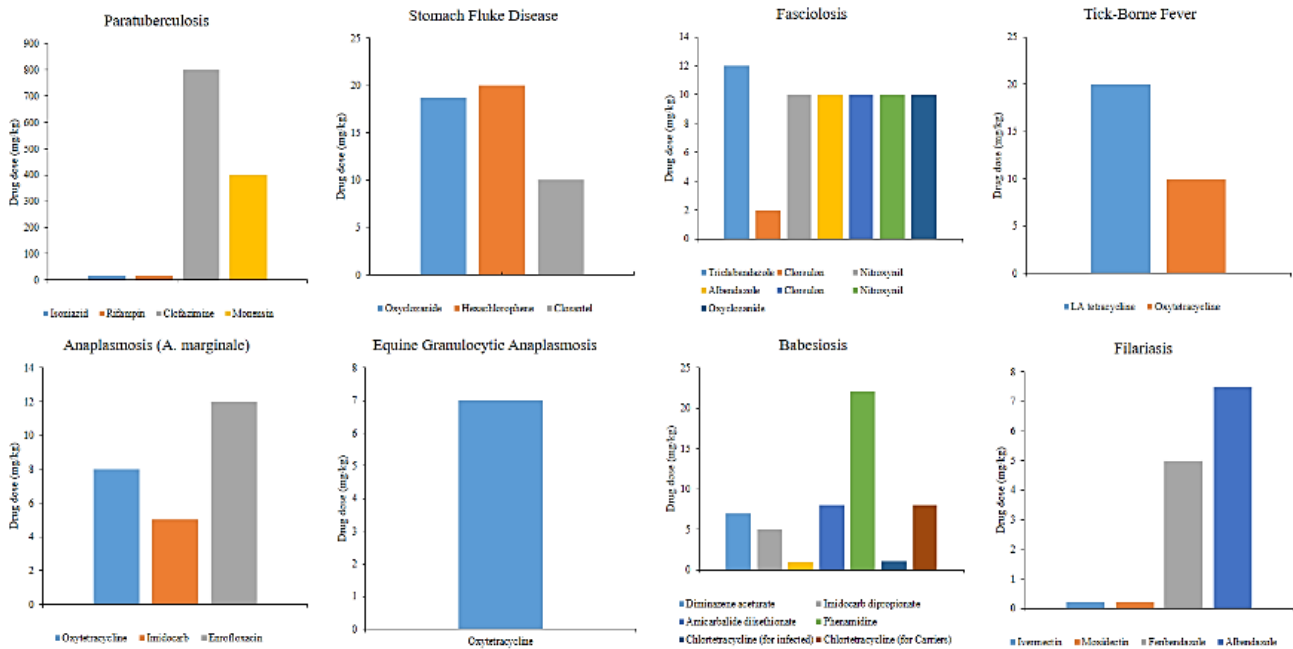 Paratuberculosis
Drug dose (mg/kg)
900
800
700
600
500
400
300
200
100
0
Isoniazid Rifampin Clofazimine Monensin
Stomach Fluke Disease
Drug dose (mg/kg)
25
20
15
10
5
0
Oxyclozanide Hexachlorophene Closantel
Fasciolosis
Drug dose (mg/kg)
14
12
10
8
6
4
2
0
Triclabendazole Clorsulon Nitroxynil
Albendazole Clorsulon Nitroxynil
Oxyclozanide
Tick-Borne Fever
Drug dose (mg/kg)
25
20
15
10
5
0
LA tetracycline Oxytetracycline
Anaplasmosis (A. marginale)
Drug dose (mg/kg)
14
12
10
8
6
4
2
0
Oxytetracycline Imidocarb Enrofloxacin
Equine Granulocytic Anaplasmosis
Drug dose (mg/kg)
8
7
6
5
4
3
2
1
0
Oxytetracycline
Babesiosis
Drug dose (mg/kg)
25
20
15
10
5
0
Diminazene aceturate Imidocarb dipropionate
Amicarbalide diisethionate Phenamidine
Chlortetracycline (for infected) Chlortetracycline (for Carriers)
Filariasis
Drug dose (mg/kg)
8
7
6
5
4
3
2
1
0
Ivermectin Moxidectin Fenbendazole Albendazole